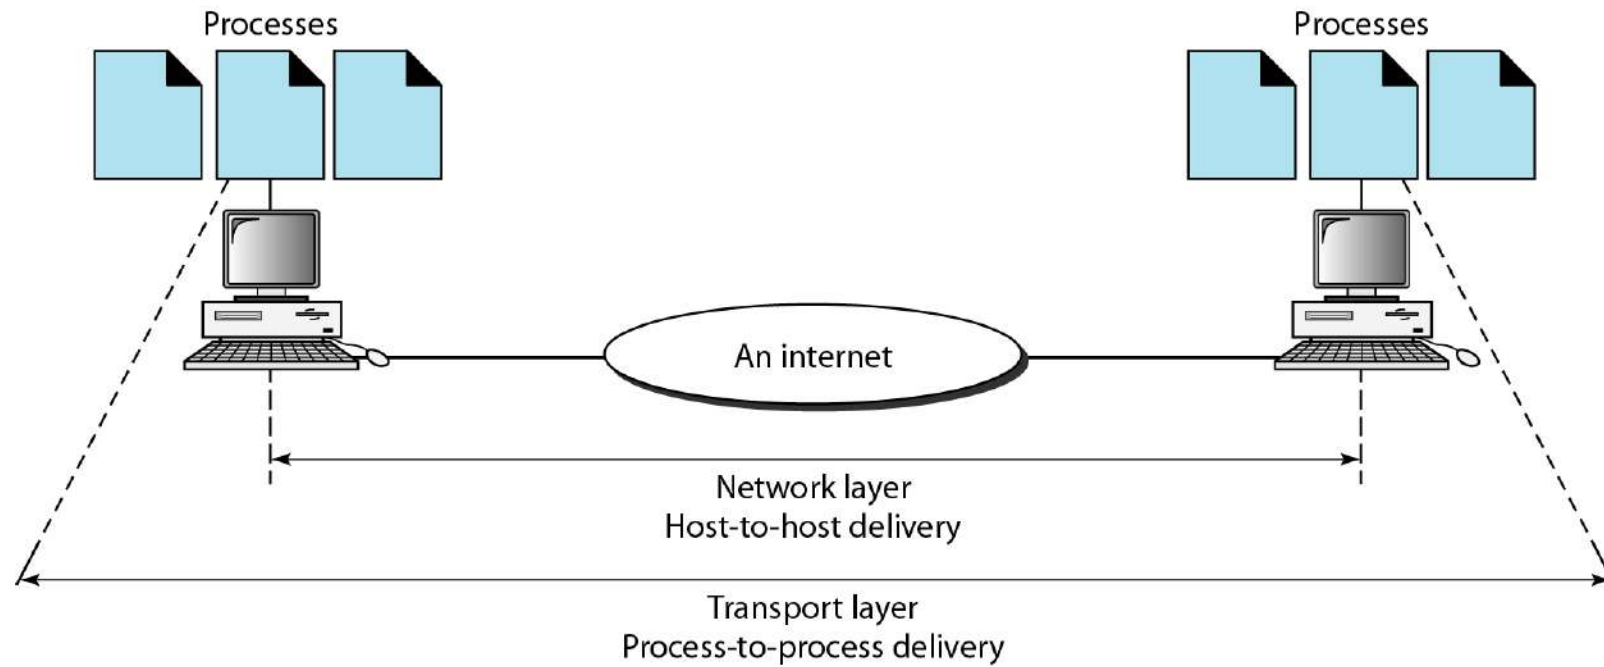 Processes
Processes
An internet
Network layer
Host-to-host delivery
Transport layer
Process-to-process delivery